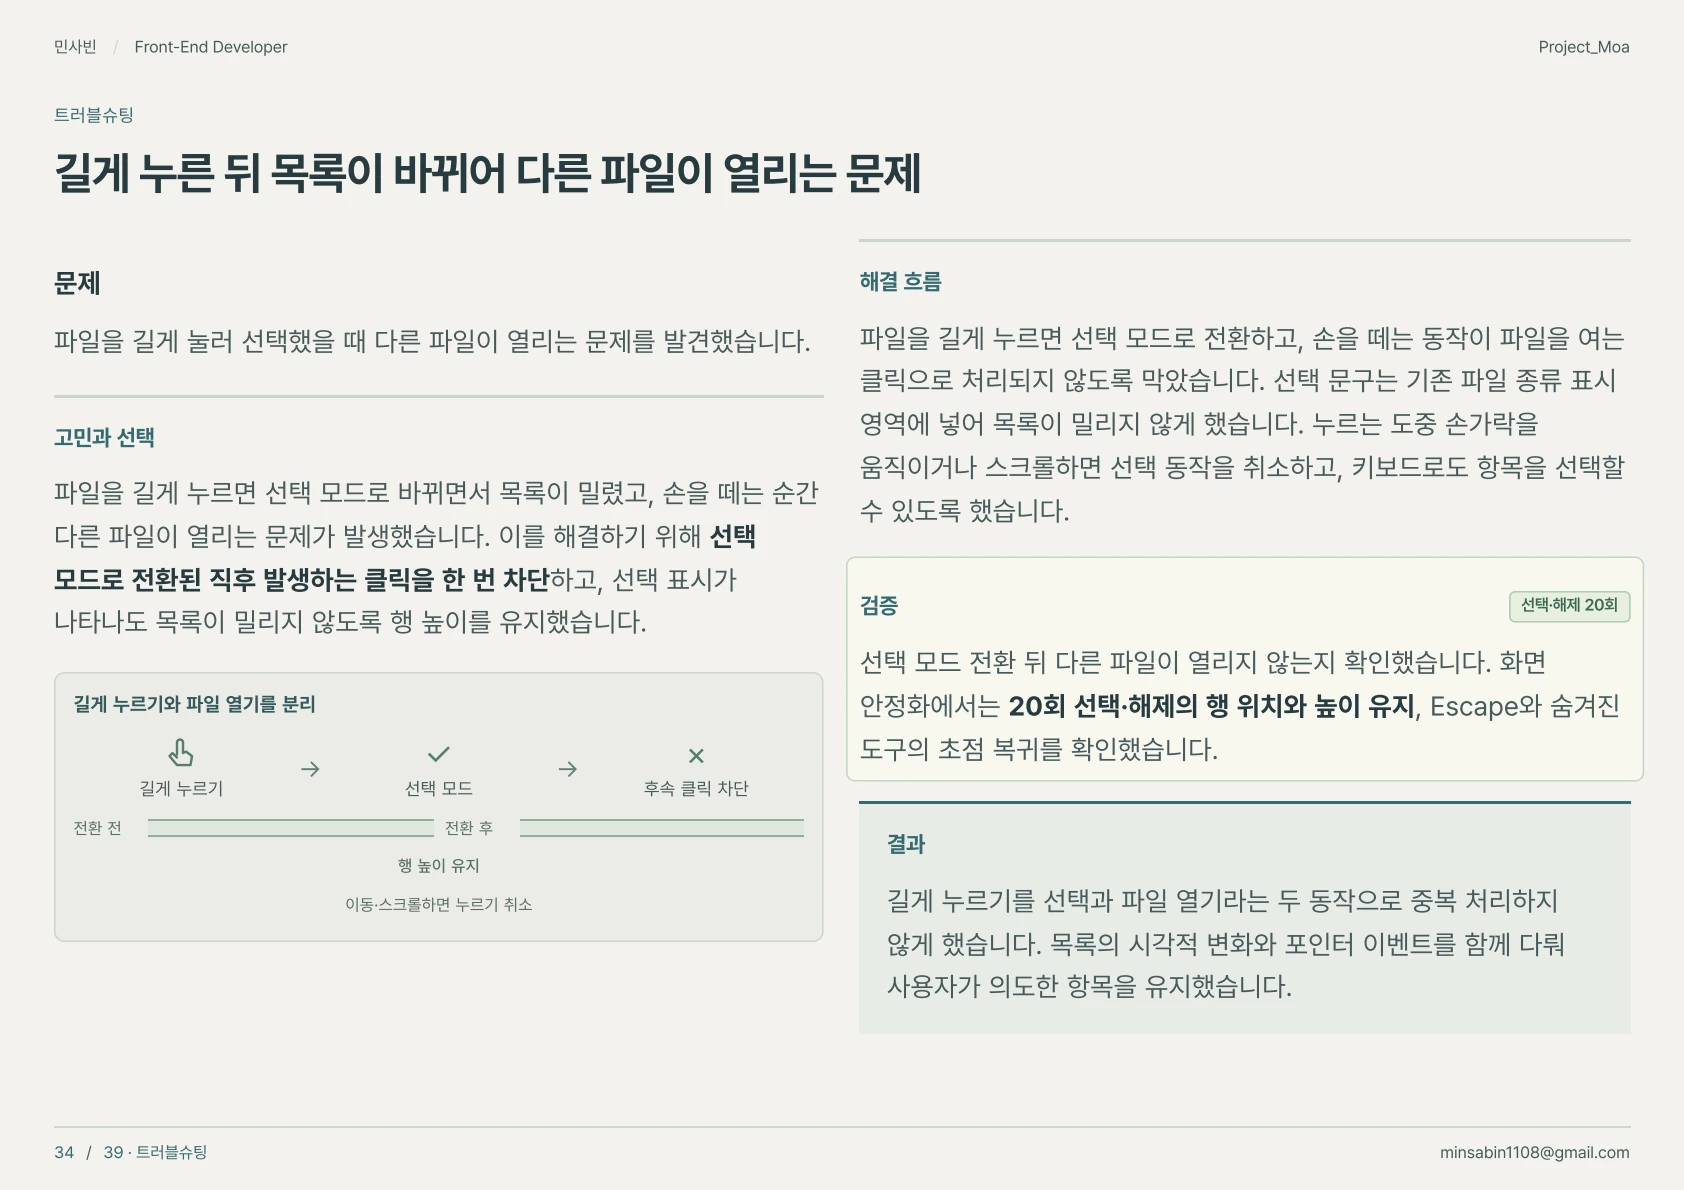 민사빈 / Front-End Developer
Project_Moa
트러블슈팅
길게 누른 뒤 목록이 바뀌어 다른 파일이 열리는 문제
문제
파일을 길게 눌러 선택했을 때 다른 파일이 열리는 문제를 발견했습니다.
고민과 선택
파일을 길게 누르면 선택 모드로 바뀌면서 목록이 밀렸고, 손을 떼는 순간
다른 파일이 열리는 문제가 발생했습니다. 이를 해결하기 위해 선택
모드로 전환된 직후 발생하는 클릭을 한 번 차단하고, 선택 표시가
나타나도 목록이 밀리지 않도록 행 높이를 유지했습니다.
길게 누르기와 파일 열기를 분리
길게 누르기 → 선택 모드 → 후속 클릭 차단
전환 전 전환 후
행 높이 유지
이동·스크롤하면 누르기 취소
해결 흐름
파일을 길게 누르면 선택 모드로 전환하고, 손을 떼는 동작이 파일을 여는
클릭으로 처리되지 않도록 막았습니다. 선택 문구는 기존 파일 종류 표시
영역에 넣어 목록이 밀리지 않게 했습니다. 누르는 도중 손가락을
움직이거나 스크롤하면 선택 동작을 취소하고, 키보드로도 항목을 선택할
수 있도록 했습니다.
검증
선택·해제 20회
선택 모드 전환 뒤 다른 파일이 열리지 않는지 확인했습니다. 화면
안정화에서는 20회 선택·해제의 행 위치와 높이 유지, Escape와 숨겨진
도구의 초점 복귀를 확인했습니다.
결과
길게 누르기를 선택과 파일 열기라는 두 동작으로 중복 처리하지
않게 했습니다. 목록의 시각적 변화와 포인터 이벤트를 함께 다뤄
사용자가 의도한 항목을 유지했습니다.
34 / 39 · 트러블슈팅
minsabin1108@gmail.com